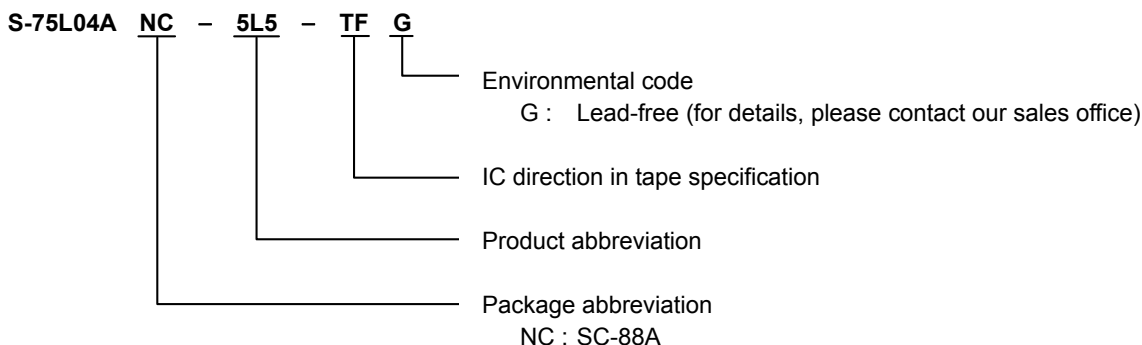 S-75L04A NC – 5L5 – TF G
Environmental code
G : Lead-free (for details, please contact our sales office)
IC direction in tape specification
Product abbreviation
Package abbreviation
NC : SC-88A